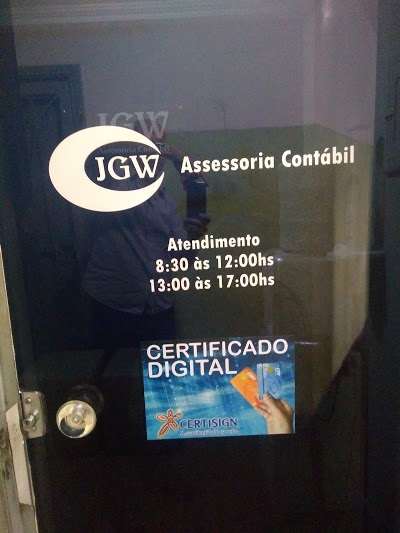 JGW Assessoria Contábil
Atendimento
8:30 às 12:00hs
13:00 às 17:00hs
CERTIFICADO
DIGITAL
CERTISIGN